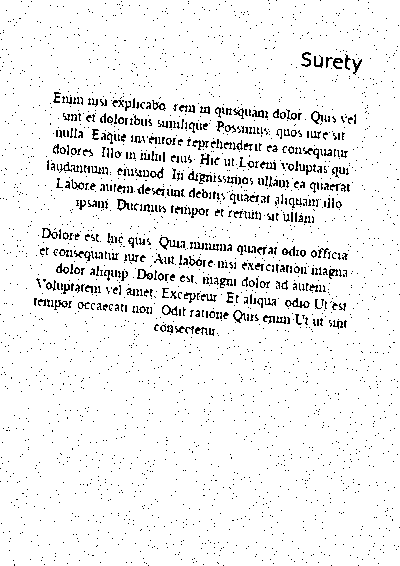 Surety
Enim nisi explicabo. rem in quisquam dolor. Quis vel
sint et doloribus similique. Possimus, quos iure sit
nulla. Eaque inventore reprehenderit ea consequatur
dolores. Illo in nihil eius. Hic ut Lorem voluptas qui
laudantium, eiusmod. In dignissimos ullam ea quaerat
Labore autem deserunt debitis quaerat aliquam illo
ipsam. Ducimus tempor et rerum sit ullam
Dolore est. Inc quis. Quia minima quaerat odio officia
et consequatur iure. Aut labore nisi exercitation magna
dolor aliquip. Dolore est, magni dolor ad autem,
Voluptatem vel amet. Excepteur. Et aliqua. odio Ut est
tempor occaecati non. Odit ratione Quis enim Ut ut sint
consectetur.